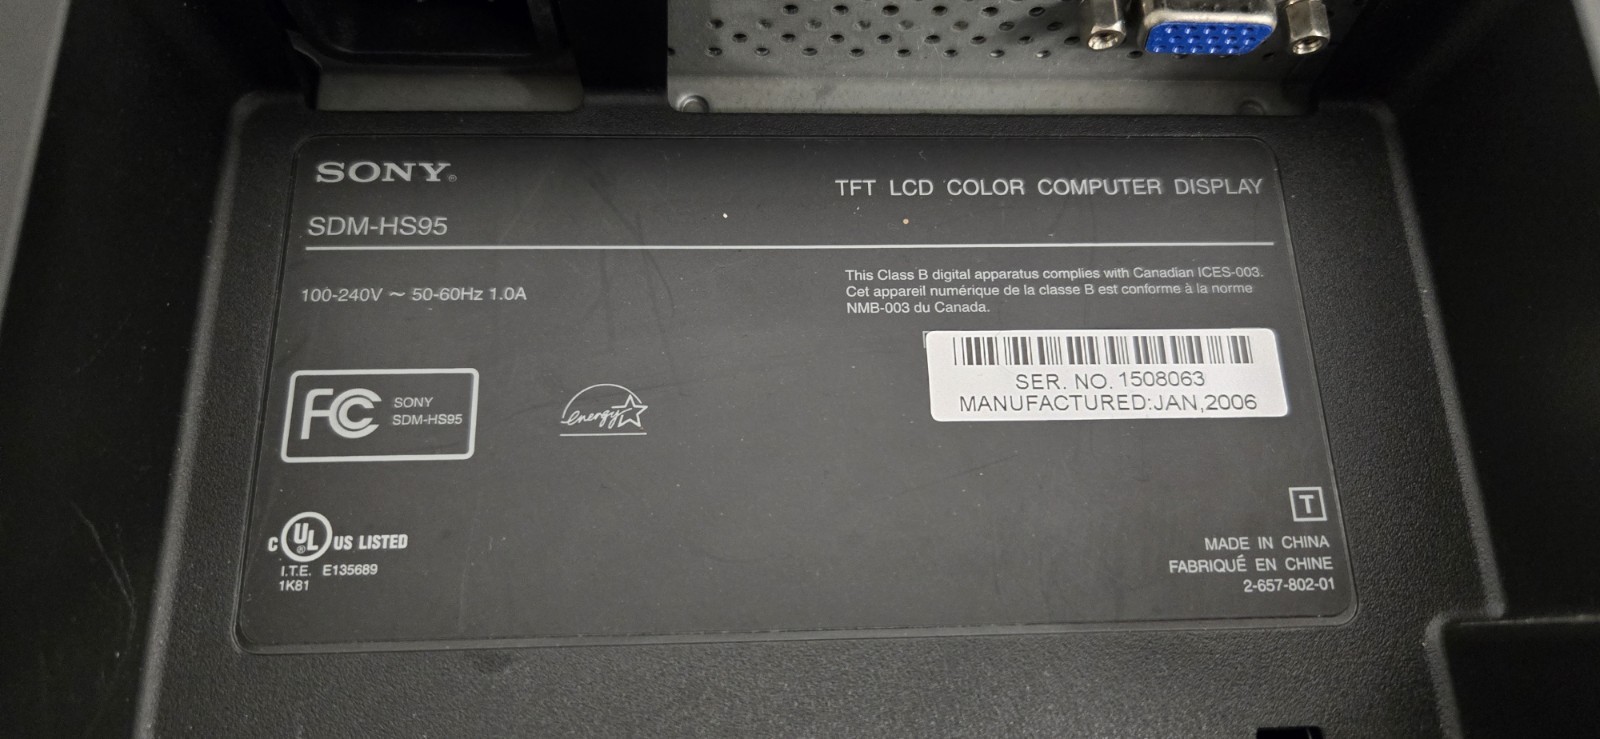 SONY®
TFT LCD COLOR COMPUTER DISPLAY
SDM-HS95
100-240V ~ 50-60Hz 1.0A
This Class B digital apparatus complies with Canadian ICES-003.
Cet appareil numérique de la classe B est conforme à la norme
NMB-003 du Canada.
SER. NO. 1508063
MANUFACTURED:JAN,2006
FC
SONY
SDM-HS95
energy
C UL® US LISTED
I.T.E. E135689
1K81
T
MADE IN CHINA
FABRIQUÉ EN CHINE
2-657-802-01